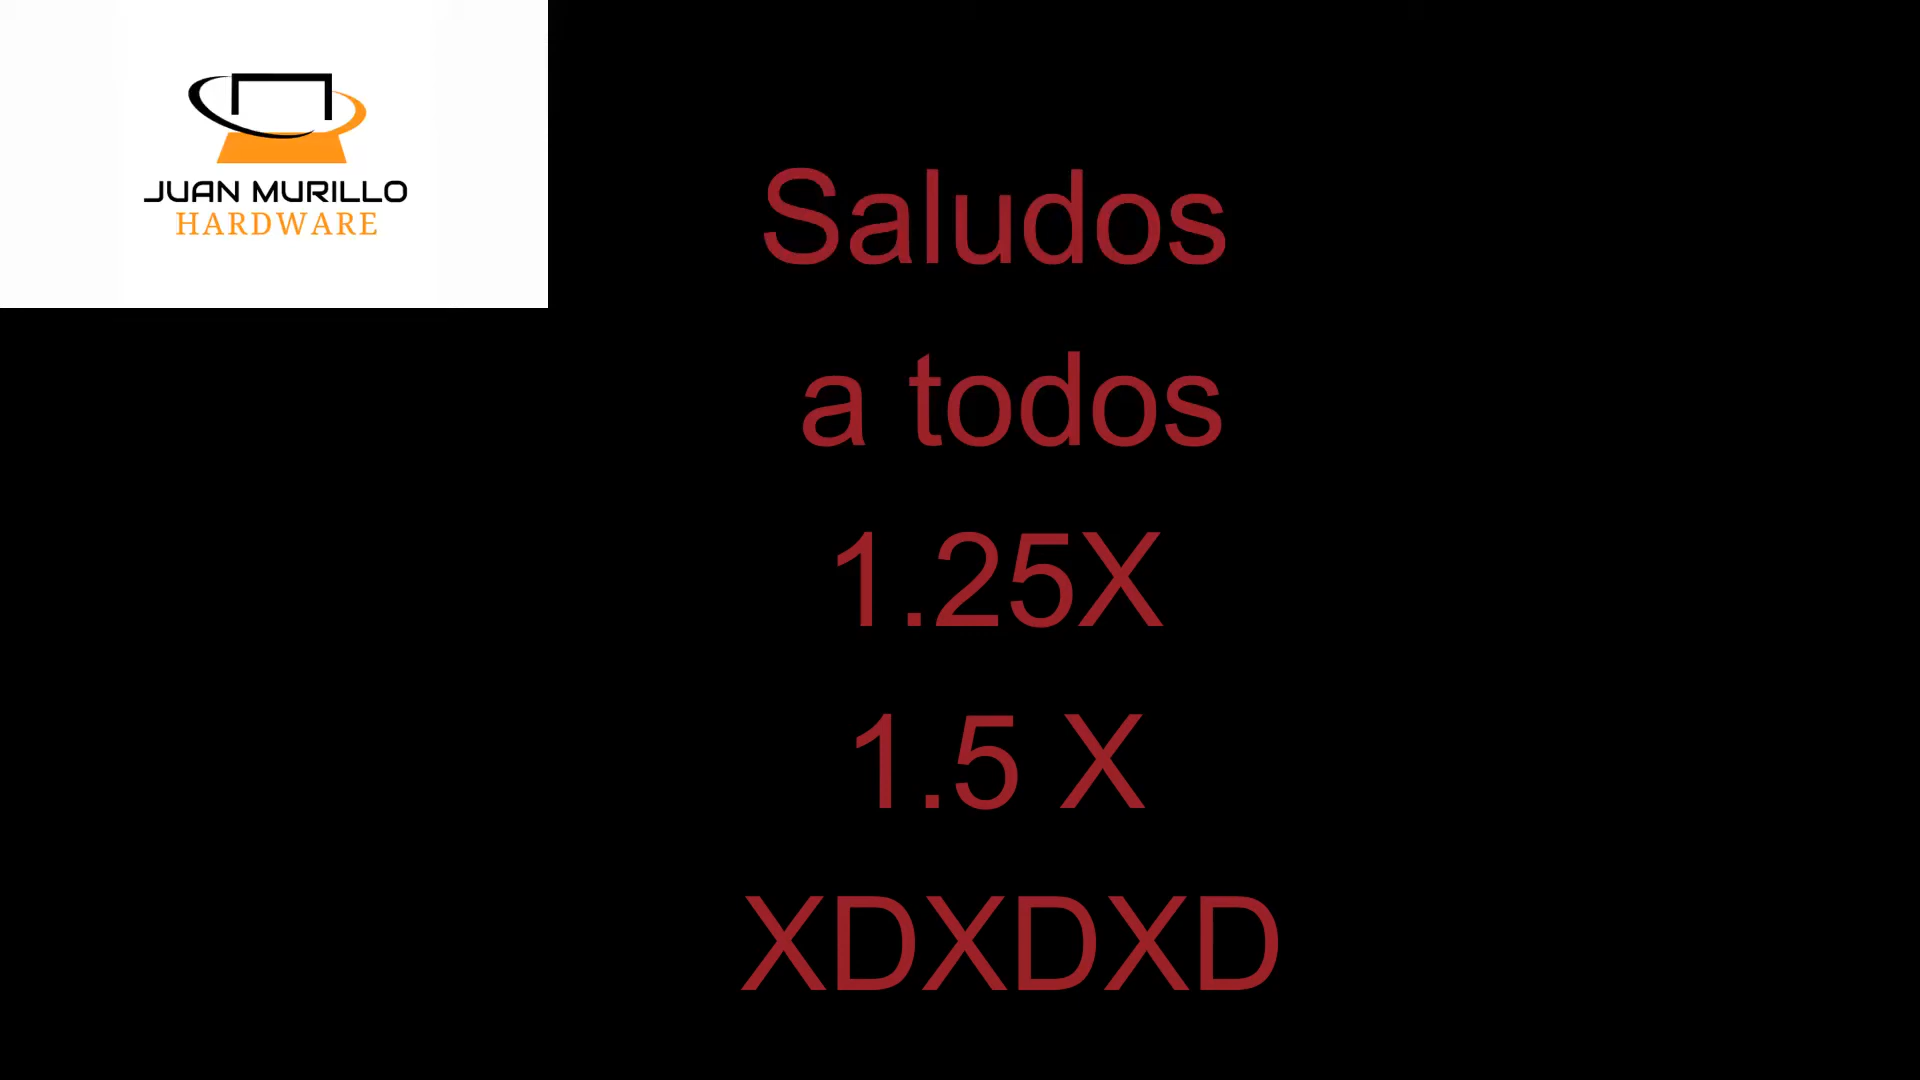 JUAN MURILLO
HARDWARE
Saludos
a todos
1.25X
1.5 X
XDXDXD